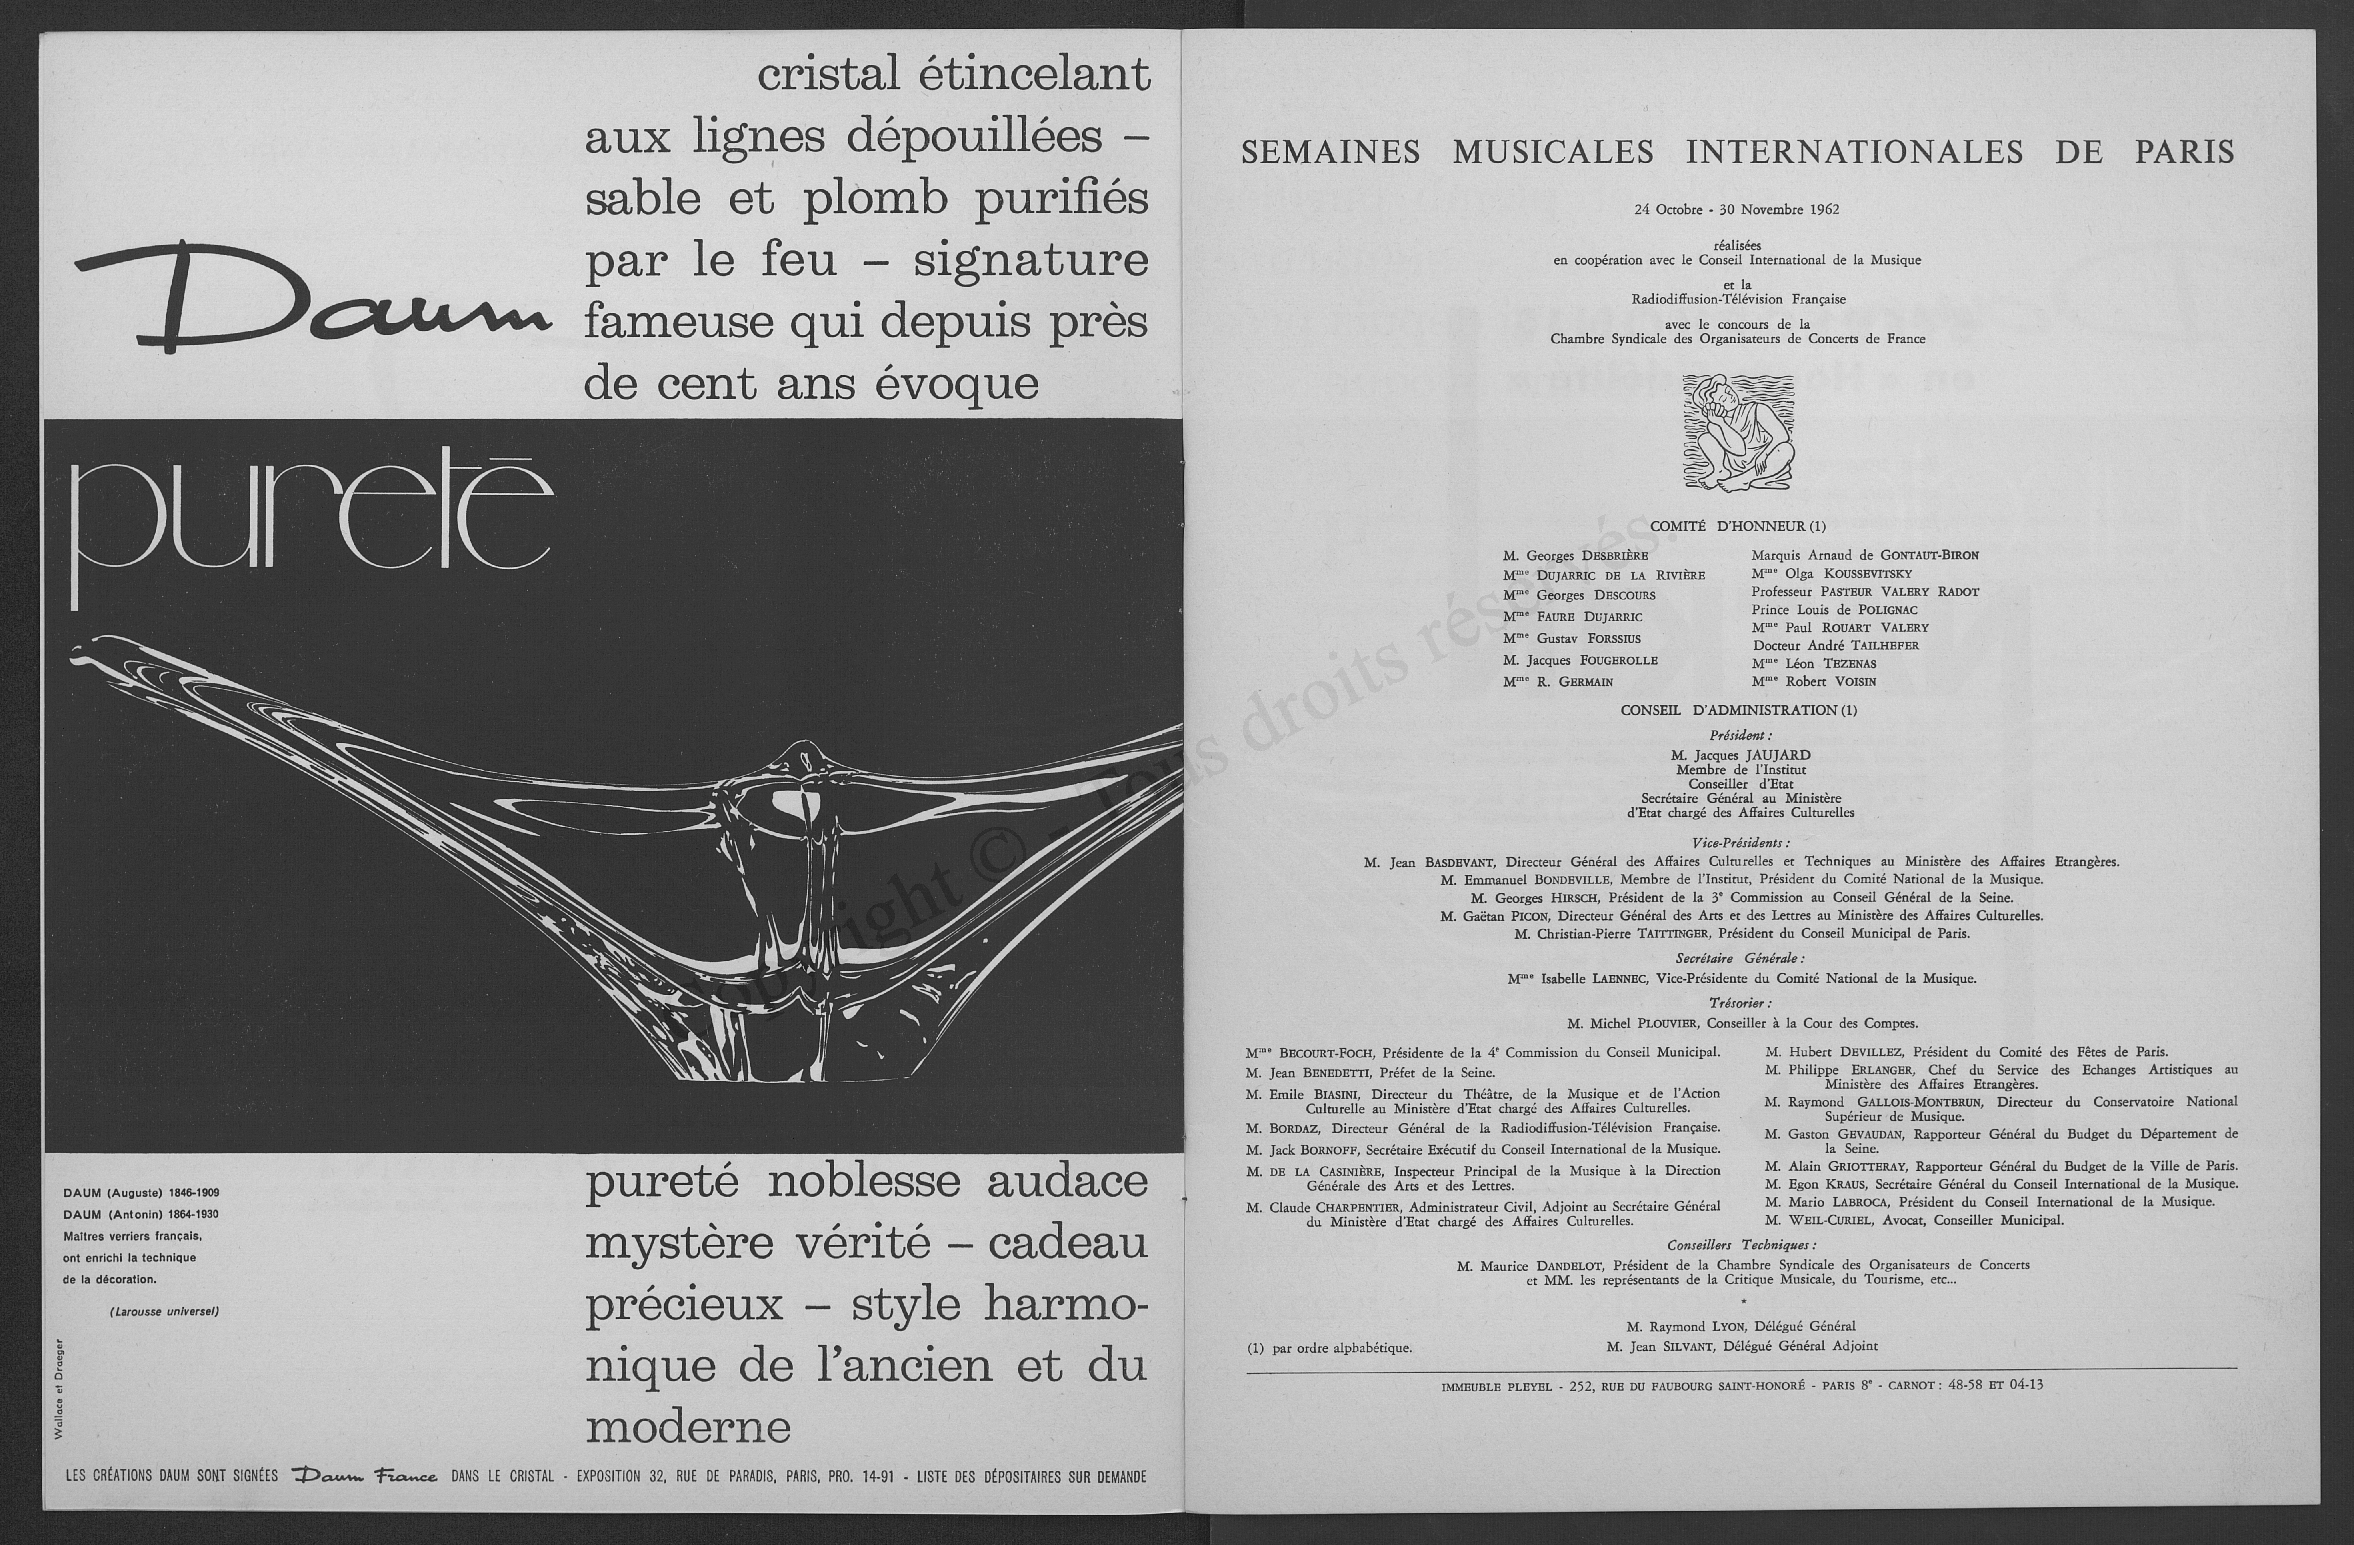 cristal étincelant
aux lignes dépouillées –
sable et plomb purifiés
par le feu – signature
Daum fameuse qui depuis près
de cent ans évoque
pureté
pureté noblesse audace
mystère vérité – cadeau
précieux – style harmo-
nique de l'ancien et du
moderne
DAUM (Auguste) 1846-1909
DAUM (Antonin) 1864-1930
Maîtres verriers français,
ont enrichi la technique
de la décoration.
(Larousse universel)
Wallace et Draeger
LES CRÉATIONS DAUM SONT SIGNÉES Daum France DANS LE CRISTAL - EXPOSITION 32, RUE DE PARADIS, PARIS, PRO. 14-91 - LISTE DES DÉPOSITAIRES SUR DEMANDE
Copyright © - Tous droits réservés.
SEMAINES MUSICALES INTERNATIONALES DE PARIS
24 Octobre - 30 Novembre 1962
réalisées
en coopération avec le Conseil International de la Musique
et la
Radiodiffusion-Télévision Française
avec le concours de la
Chambre Syndicale des Organisateurs de Concerts de France
COMITÉ D'HONNEUR (1)
M. Georges DESBRIÈRE
Mme DUJARRIC DE LA RIVIÈRE
Mme Georges DESCOURS
Mme FAURE DUJARRIC
Mme Gustav FORSSIUS
M. Jacques FOUGEROLLE
Mme R. GERMAIN
Marquis Arnaud de GONTAUT-BIRON
Mme Olga KOUSSEVITSKY
Professeur PASTEUR VALERY RADOT
Prince Louis de POLIGNAC
Mme Paul ROUART VALERY
Docteur André TAILHEFER
Mme Léon TEZENAS
Mme Robert VOISIN
CONSEIL D'ADMINISTRATION (1)
Président :
M. Jacques JAUJARD
Membre de l'Institut
Conseiller d'Etat
Secrétaire Général au Ministère
d'Etat chargé des Affaires Culturelles
Vice-Présidents :
M. Jean BASDEVANT, Directeur Général des Affaires Culturelles et Techniques au Ministère des Affaires Etrangères.
M. Emmanuel BONDEVILLE, Membre de l'Institut, Président du Comité National de la Musique.
M. Georges HIRSCH, Président de la 3e Commission au Conseil Général de la Seine.
M. Gaëtan PICON, Directeur Général des Arts et des Lettres au Ministère des Affaires Culturelles.
M. Christian-Pierre TAITTINGER, Président du Conseil Municipal de Paris.
Secrétaire Générale :
Mme Isabelle LAENNEC, Vice-Présidente du Comité National de la Musique.
Trésorier :
M. Michel PLOUVIER, Conseiller à la Cour des Comptes.
Mme BECOURT-FOCH, Présidente de la 4e Commission du Conseil Municipal.
M. Jean BENEDETTI, Préfet de la Seine.
M. Emile BIASINI, Directeur du Théâtre, de la Musique et de l'Action
Culturelle au Ministère d'Etat chargé des Affaires Culturelles.
M. BORDAZ, Directeur Général de la Radiodiffusion-Télévision Française.
M. Jack BORNOFF, Secrétaire Exécutif du Conseil International de la Musique.
M. DE LA CASINIÈRE, Inspecteur Principal de la Musique à la Direction
Générale des Arts et des Lettres.
M. Claude CHARPENTIER, Administrateur Civil, Adjoint au Secrétaire Général
du Ministère d'Etat chargé des Affaires Culturelles.
M. Hubert DEVILLEZ, Président du Comité des Fêtes de Paris.
M. Philippe ERLANGER, Chef du Service des Echanges Artistiques au
Ministère des Affaires Etrangères.
M. Raymond GALLOIS-MONTBRUN, Directeur du Conservatoire National
Supérieur de Musique.
M. Gaston GEVAUDAN, Rapporteur Général du Budget du Département de
la Seine.
M. Alain GRIOTTERAY, Rapporteur Général du Budget de la Ville de Paris.
M. Egon KRAUS, Secrétaire Général du Conseil International de la Musique.
M. Mario LABROCA, Président du Conseil International de la Musique.
M. WEIL-CURIEL, Avocat, Conseiller Municipal.
Conseillers Techniques :
M. Maurice DANDELOT, Président de la Chambre Syndicale des Organisateurs de Concerts
et MM. les représentants de la Critique Musicale, du Tourisme, etc...
*
M. Raymond LYON, Délégué Général
M. Jean SILVANT, Délégué Général Adjoint
(1) par ordre alphabétique.
IMMEUBLE PLEYEL - 252, RUE DU FAUBOURG SAINT-HONORÉ - PARIS 8e - CARNOT : 48-58 ET 04-13